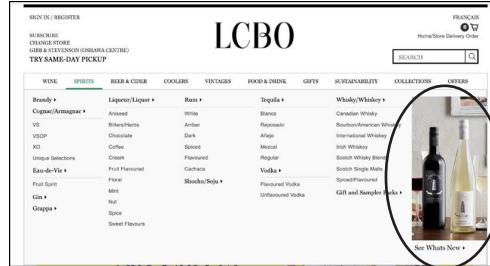 SIGN IN / REGISTER
FRANÇAIS
SUBSCRIBE
CHANGE STORE
GIBB & STEVENSON (OSHAWA CENTRE)
TRY SAME-DAY PICKUP
LCBO
0
Home/Store Delivery Order
SEARCH
WINE SPIRITS BEER & CIDER COOLERS VINTAGES FOOD & DRINK GIFTS SUSTAINABILITY COLLECTIONS OFFERS
Brandy
Cognac/Armagnac
VS
VSOP
XO
Unique Selections
Eau-de-Vie
Fruit Spirit
Gin
Grappa
Liqueur/Liquor
Aniseed
Bitters/Herbs
Chocolate
Coffee
Cream
Fruit Flavoured
Floral
Mint
Nut
Spice
Sweet Flavours
Rum
White
Amber
Dark
Spiced
Flavoured
Cachaca
Shochu/Soju
Tequila
Blanco
Reposado
Añejo
Mezcal
Regular
Vodka
Flavoured Vodka
Unflavoured Vodka
Whisky/Whiskey
Canadian Whisky
Bourbon/American Whiskey
International Whiskey
Irish Whiskey
Scotch Whisky Blends
Scotch Single Malts
Spiced/Flavoured
Gift and Sampler Packs
See Whats New